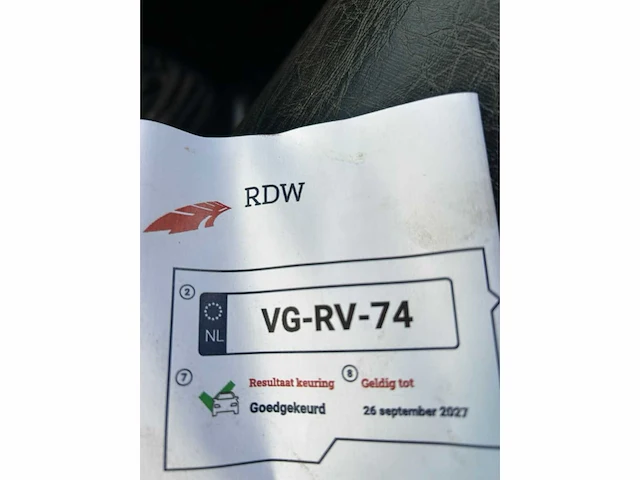 RDW
2
NL VG-RV-74
7 Resultaat keuring 8 Geldig tot
Goedgekeurd 26 september 2027